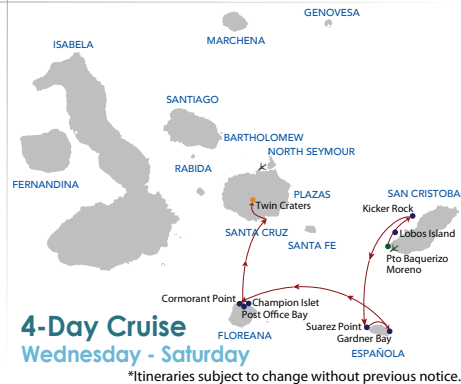 GENOVESA
MARCHENA
ISABELA
SANTIAGO
BARTHOLOMEW
NORTH SEYMOUR
RABIDA
FERNANDINA
PLAZAS
SAN CRISTOBA
Twin Craters
Kicker Rock
Lobos Island
SANTA CRUZ
SANTA FE
Pto Baquerizo
Moreno
Cormorant Point
Champion Islet
Post Office Bay
FLOREANA
Suarez Point
Gardner Bay
ESPAÑOLA
4-Day Cruise
Wednesday - Saturday
*Itineraries subject to change without previous notice.